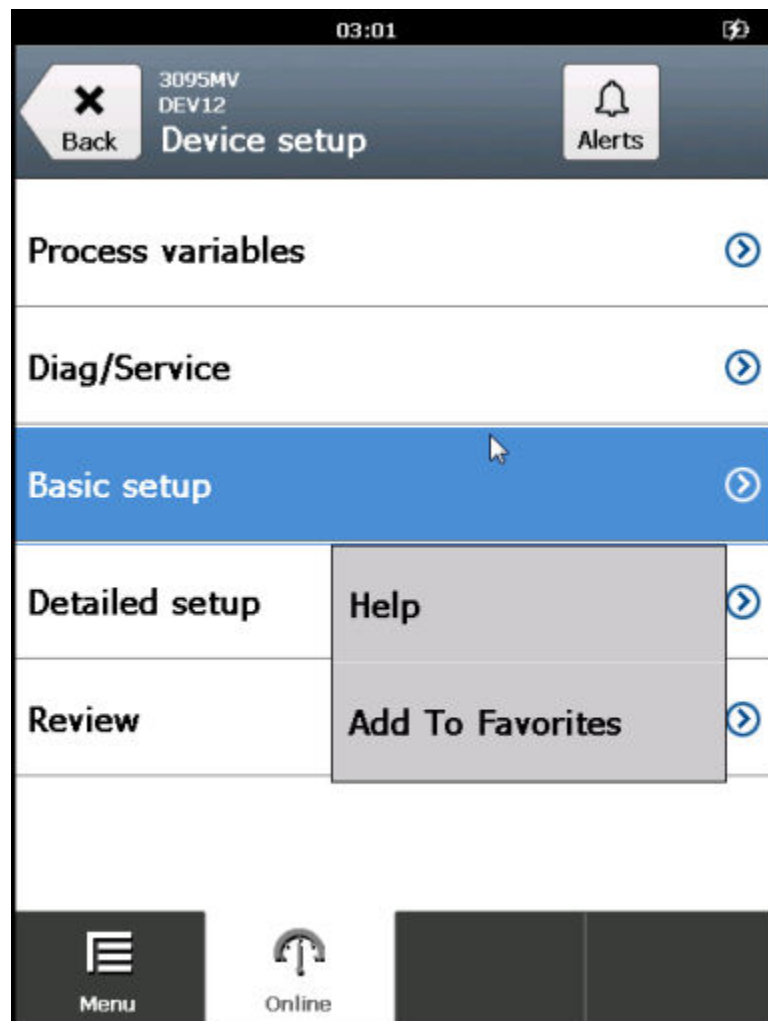 03:01
3095MV
DEV12
Device setup
Back
Alerts
Process variables
Diag/Service
Basic setup
Detailed setup
Help
Review
Add To Favorites
Menu
Online